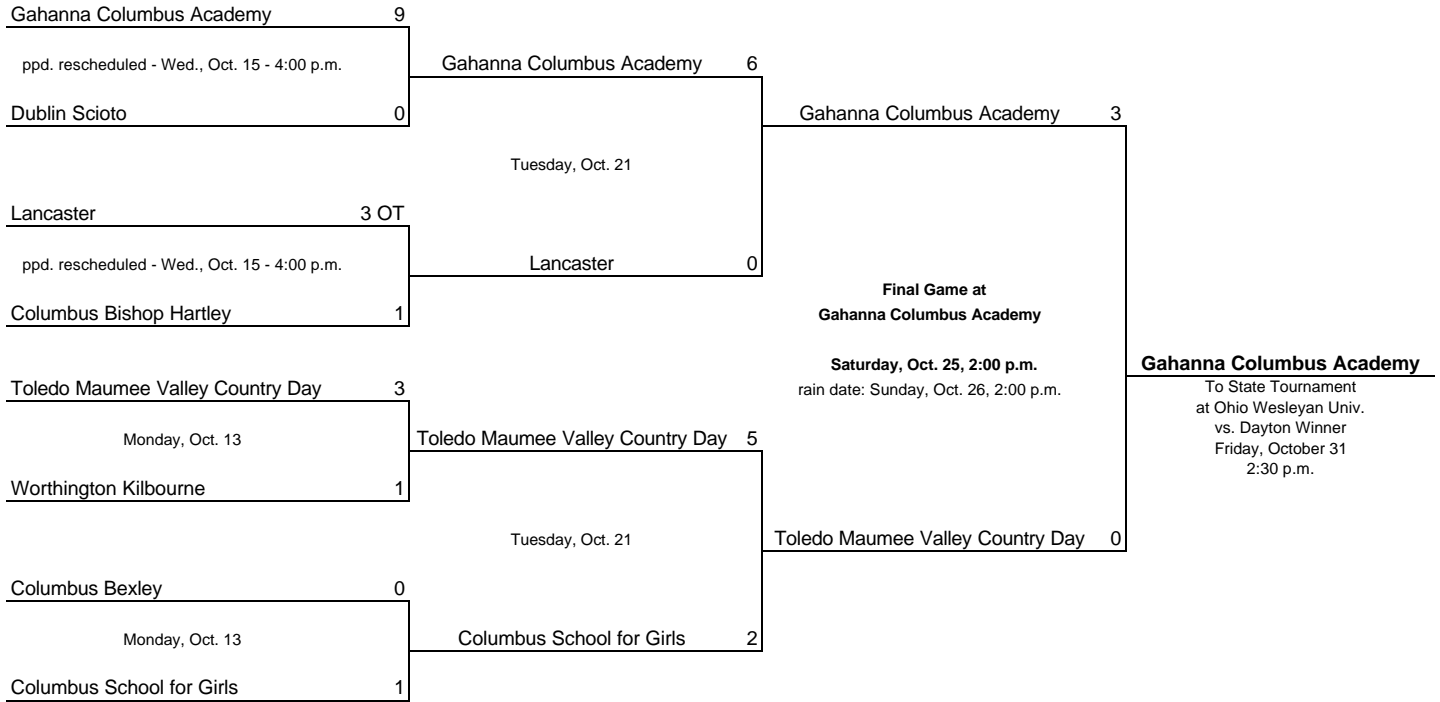 Gahanna Columbus Academy 9
ppd. rescheduled - Wed., Oct. 15 - 4:00 p.m.
Dublin Scioto 0
Lancaster 3 OT
ppd. rescheduled - Wed., Oct. 15 - 4:00 p.m.
Columbus Bishop Hartley 1
Toledo Maumee Valley Country Day 3
Monday, Oct. 13
Worthington Kilbourne 1
Columbus Bexley 0
Monday, Oct. 13
Columbus School for Girls 1
Gahanna Columbus Academy 6
Tuesday, Oct. 21
Lancaster 0
Toledo Maumee Valley Country Day 5
Tuesday, Oct. 21
Columbus School for Girls 2
Gahanna Columbus Academy 3
Final Game at
Gahanna Columbus Academy
Saturday, Oct. 25, 2:00 p.m.
rain date: Sunday, Oct. 26, 2:00 p.m.
Toledo Maumee Valley Country Day 0
Gahanna Columbus Academy
To State Tournament
at Ohio Wesleyan Univ.
vs. Dayton Winner
Friday, October 31
2:30 p.m.